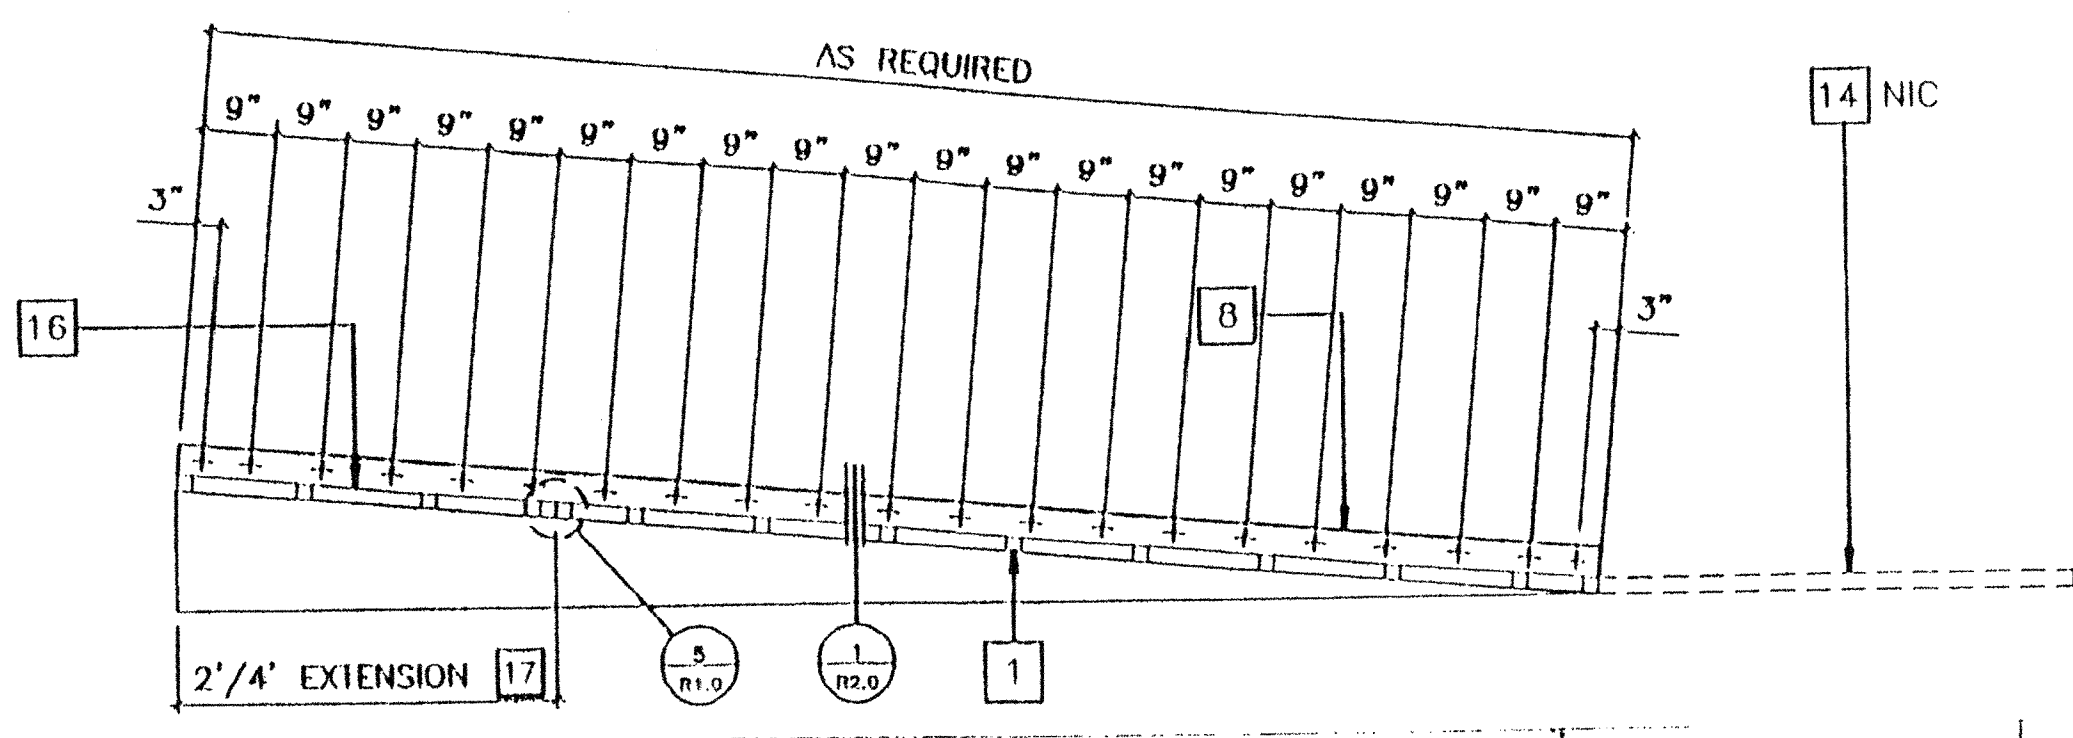 AS REQUIRED
14 NIC
9" 9" 9" 9" 9" 9" 9" 9" 9" 9" 9" 9" 9" 9" 9" 9" 9" 9" 9" 9"
3"
3"
16
8
2'/4' EXTENSION 17
5
R1.0
1
R2.0
1